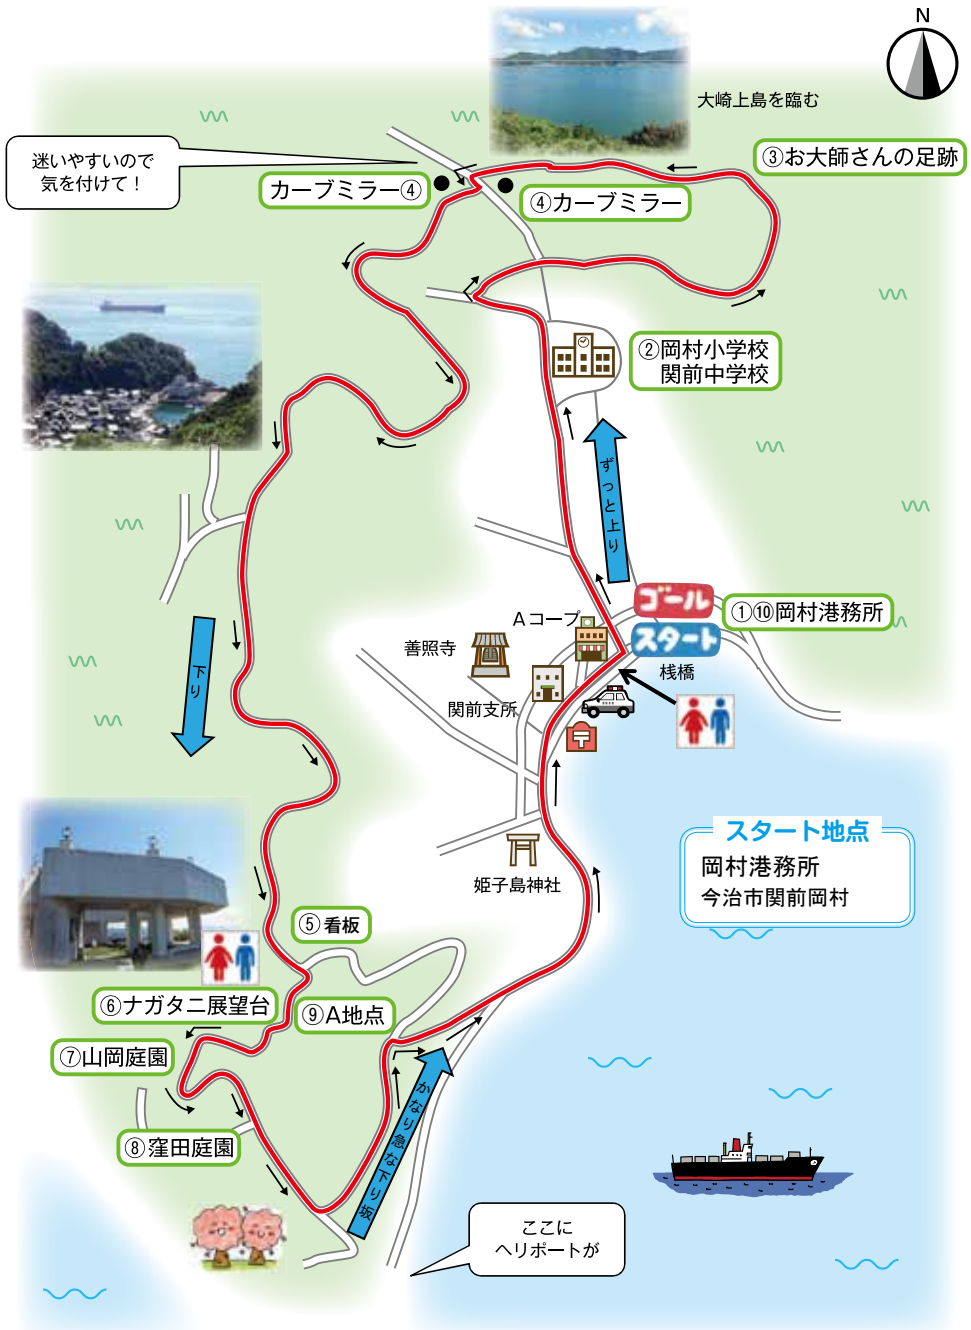 N
大崎上島を臨む
迷いやすいので
気を付けて！
③お大師さんの足跡
カーブミラー④
④カーブミラー
②岡村小学校
関前中学校
ずっと上り
ゴール
スタート
①⑩岡村港務所
Aコープ
善照寺
桟橋
関前支所
下り
スタート地点
岡村港務所
今治市関前岡村
姫子島神社
⑤看板
⑥ナガタニ展望台
⑨A地点
⑦山岡庭園
かなり急な下り坂
⑧窪田庭園
ここに
ヘリポートが